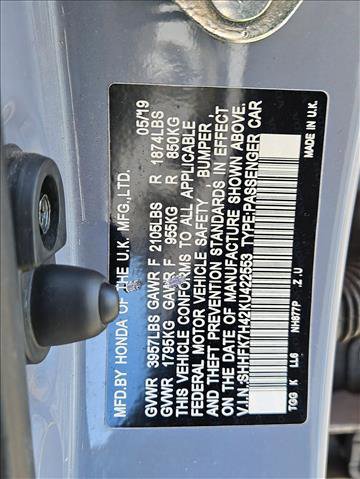 MFD.BY HONDA OF THE U.K. MFG.,LTD. 05/19
GVWR 3957LBS GAWR F 2105LBS R 1874LBS
GVWR 1795KG GAWR F 955KG R 850KG
THIS VEHICLE CONFORMS TO ALL APPLICABLE
FEDERAL MOTOR VEHICLE SAFETY, BUMPER,
AND THEFT PREVENTION STANDARDS IN EFFECT
ON THE DATE OF MANUFACTURE SHOWN ABOVE.
V.I.N.:SHHFK7H42KU422553 TYPE:PASSENGER CAR
NH877P .Z.U MADE IN U.K.
TGG K LL6